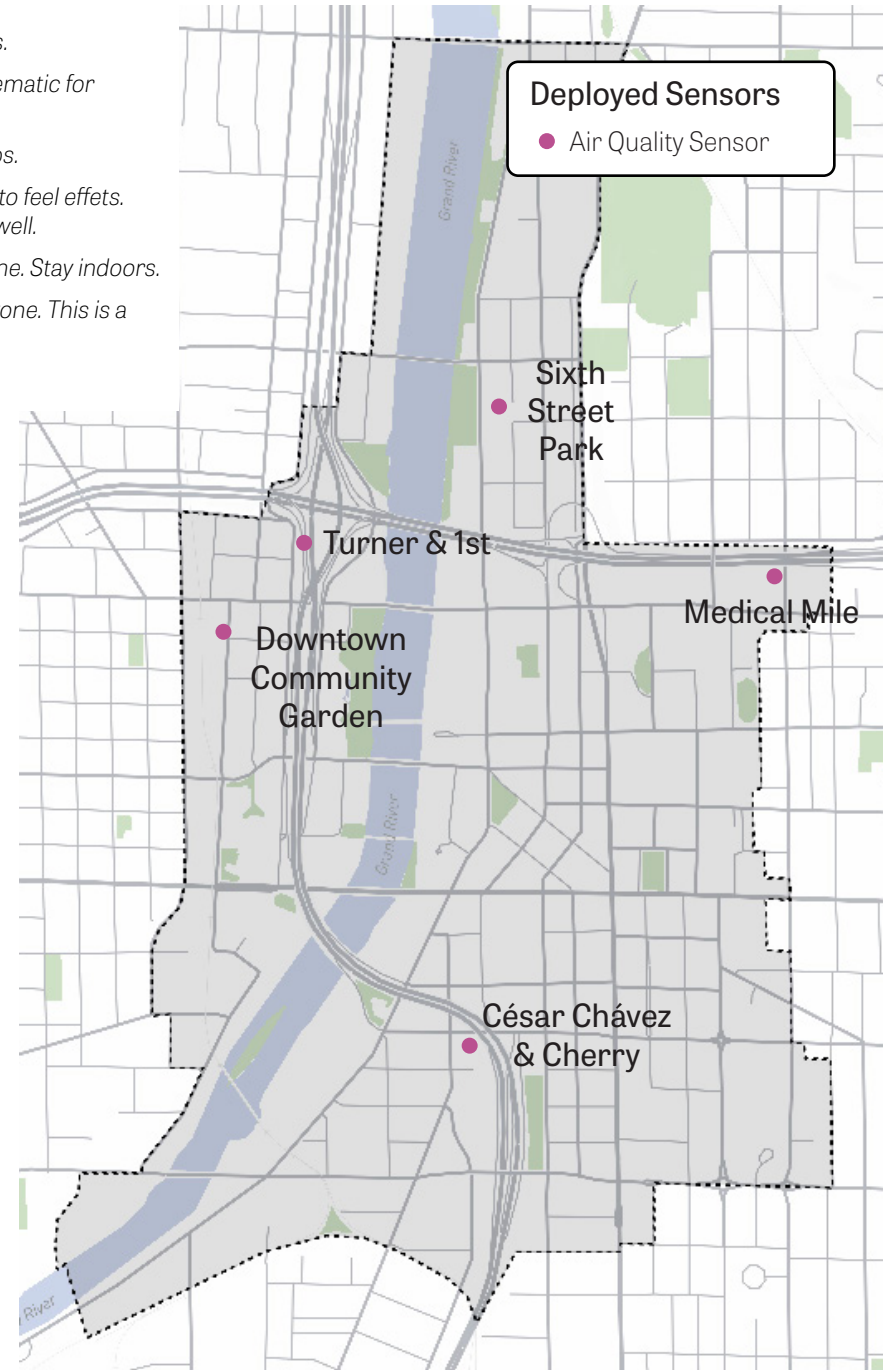 s.
ematic for
os.
to feel effets.
well.
ne. Stay indoors.
one. This is a
Deployed Sensors
Air Quality Sensor
Grand River
Sixth
Street
Park
Turner & 1st
Medical Mile
Downtown
Community
Garden
Grand River
César Chávez
& Cherry
River